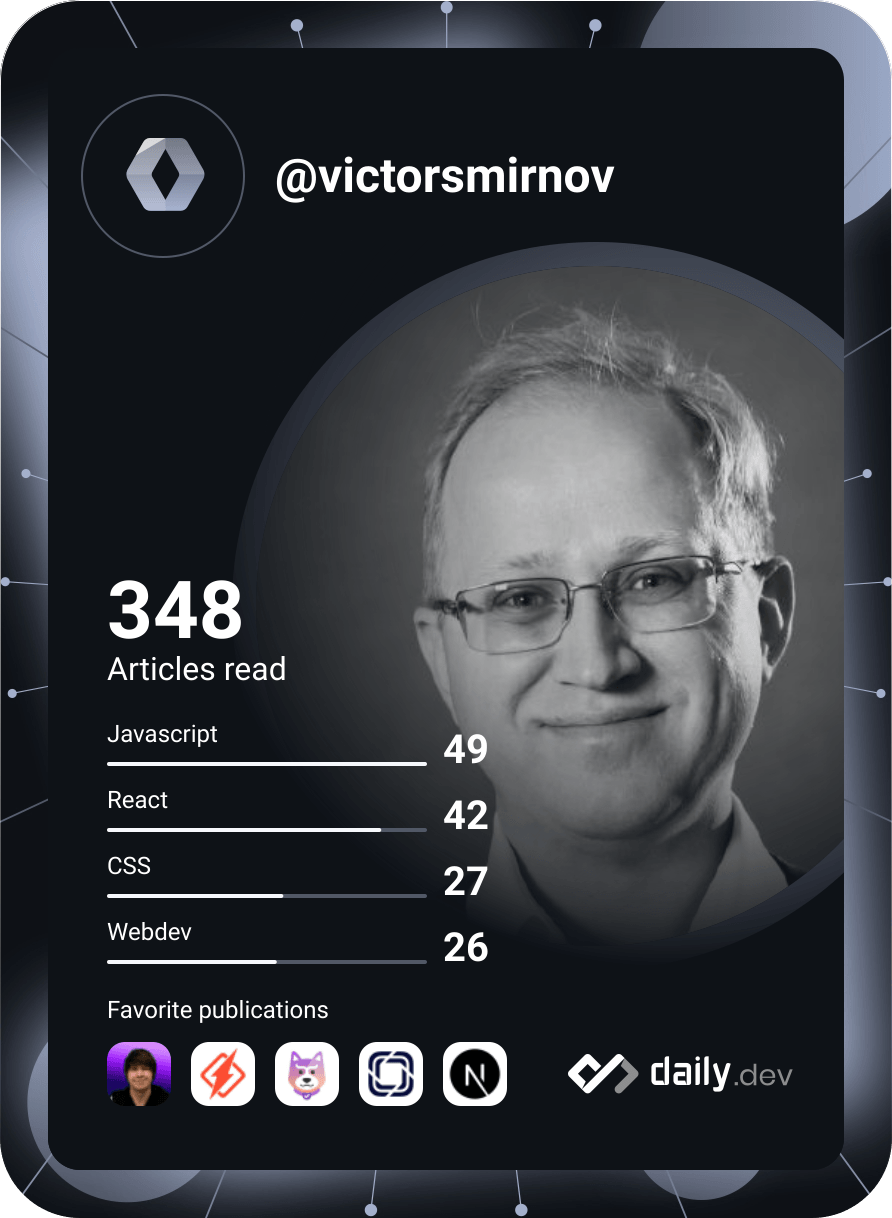 @victorsmirnov
348
Articles read
Javascript
49
React
42
CSS
27
Webdev
26
Favorite publications
N
daily.dev